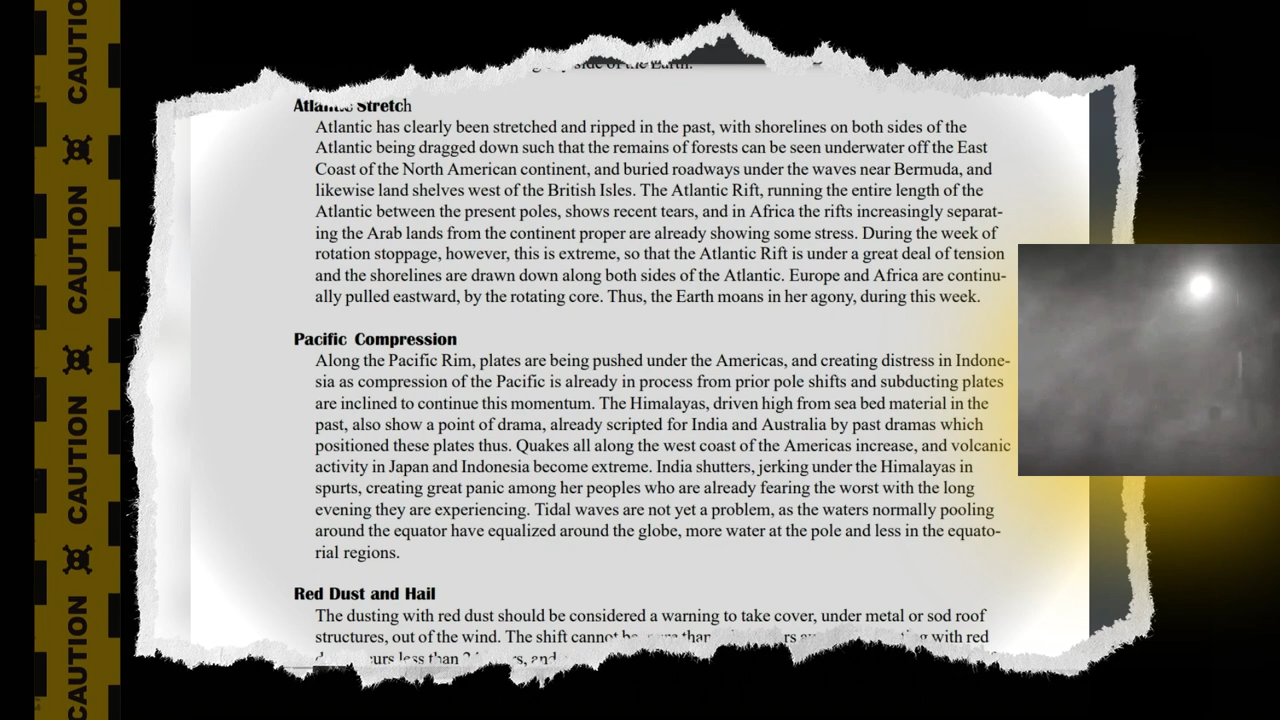 side of the Earth.
Atlantic Stretch
Atlantic has clearly been stretched and ripped in the past, with shorelines on both sides of the
Atlantic being dragged down such that the remains of forests can be seen underwater off the East
Coast of the North American continent, and buried roadways under the waves near Bermuda, and
likewise land shelves west of the British Isles. The Atlantic Rift, running the entire length of the
Atlantic between the present poles, shows recent tears, and in Africa the rifts increasingly separat-
ing the Arab lands from the continent proper are already showing some stress. During the week of
rotation stoppage, however, this is extreme, so that the Atlantic Rift is under a great deal of tension
and the shorelines are drawn down along both sides of the Atlantic. Europe and Africa are continu-
ally pulled eastward, by the rotating core. Thus, the Earth moans in her agony, during this week.
Pacific Compression
Along the Pacific Rim, plates are being pushed under the Americas, and creating distress in Indone-
sia as compression of the Pacific is already in process from prior pole shifts and subducting plates
are inclined to continue this momentum. The Himalayas, driven high from sea bed material in the
past, also show a point of drama, already scripted for India and Australia by past dramas which
positioned these plates thus. Quakes all along the west coast of the Americas increase, and volcanic
activity in Japan and Indonesia become extreme. India shutters, jerking under the Himalayas in
spurts, creating great panic among her peoples who are already fearing the worst with the long
evening they are experiencing. Tidal waves are not yet a problem, as the waters normally pooling
around the equator have equalized around the globe, more water at the pole and less in the equato-
rial regions.
Red Dust and Hail
The dusting with red dust should be considered a warning to take cover, under metal or sod roof
structures, out of the wind. The shift cannot be than with red
less than and
CAUTION
CAUTION
CAUTION
CAUTION